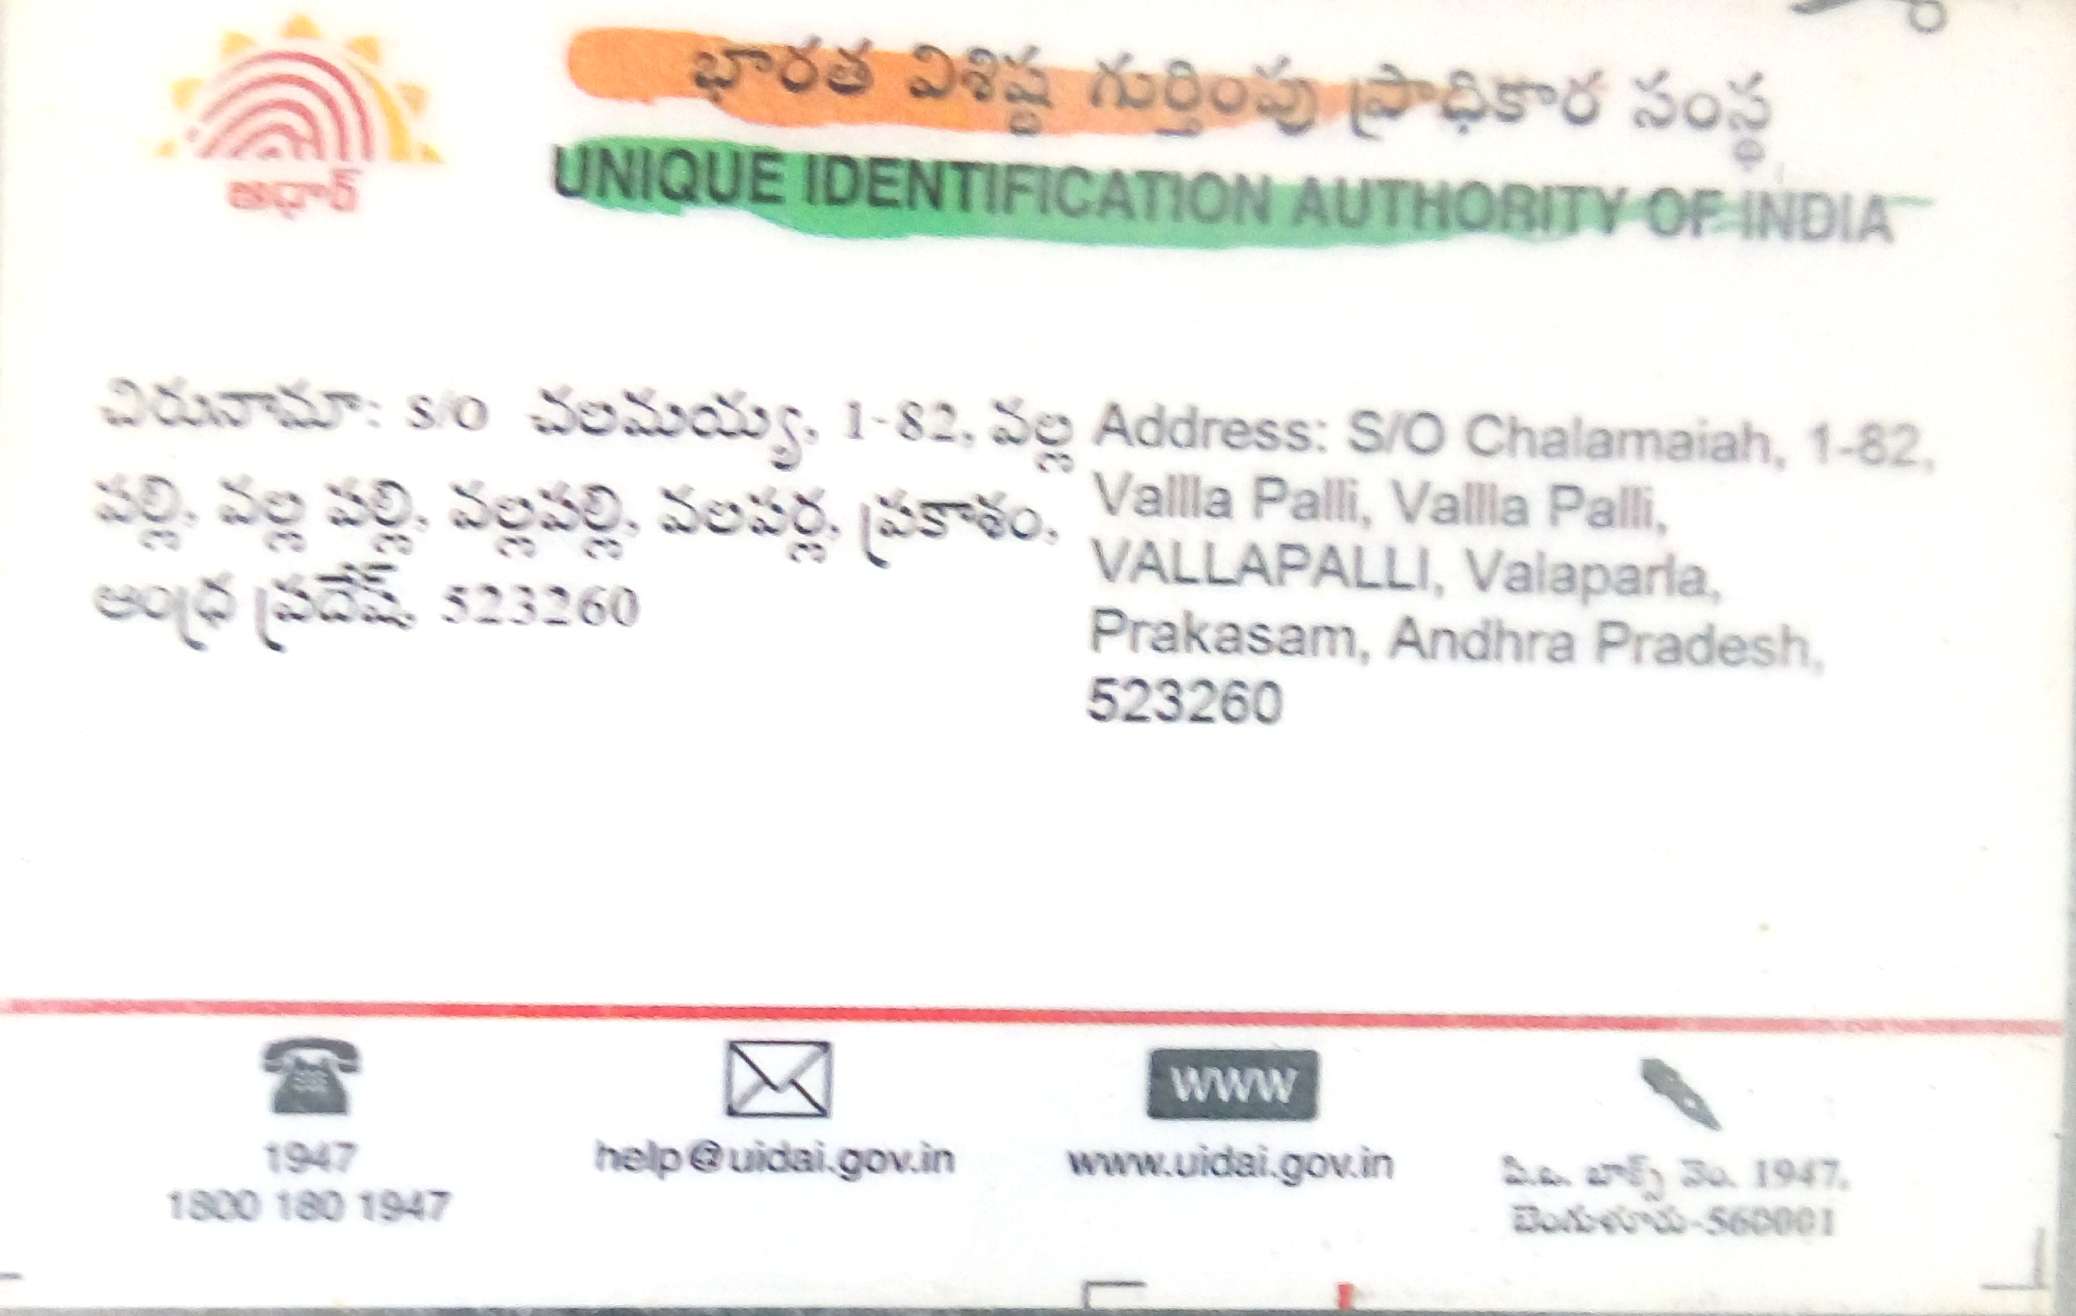 భారత విశిష్ట గుర్తింపు ప్రాధికార సంస్థ
ఆధార్
UNIQUE IDENTIFICATION AUTHORITY OF INDIA
చిరునామా: S/O చలమయ్య, 1-82, వల్ల
పల్లి, వల్ల పల్లి, వల్లపల్లి, వలపర్ల, ప్రకాశం,
ఆంధ్ర ప్రదేష్, 523260
Address: S/O Chalamaiah, 1-82,
Vallla Palli, Vallla Palli,
VALLAPALLI, Valaparla,
Prakasam, Andhra Pradesh,
523260
1947
1800 180 1947
help@uidai.gov.in
www
www.uidai.gov.in
పి.ఒ. బాక్స్ నెం. 1947,
బెంగుళూరు-560001